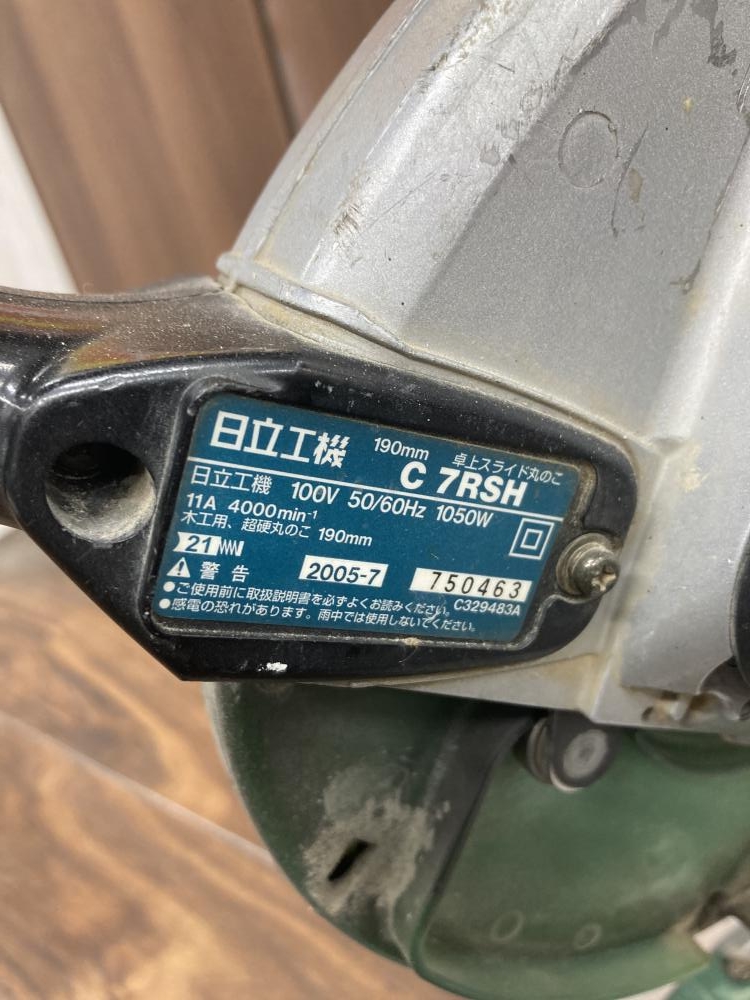 日立工機 190mm 卓上スライド丸のこ
C 7RSH
日立工機 100V 50/60Hz 1050W
11A 4000min⁻¹
木工用、超硬丸のこ 190mm
21WW
警告 2005-7 750463
●ご使用前に取扱説明書を必ずよくお読みください。 C329483A
●感電の恐れがあります。雨中では使用しないでください。